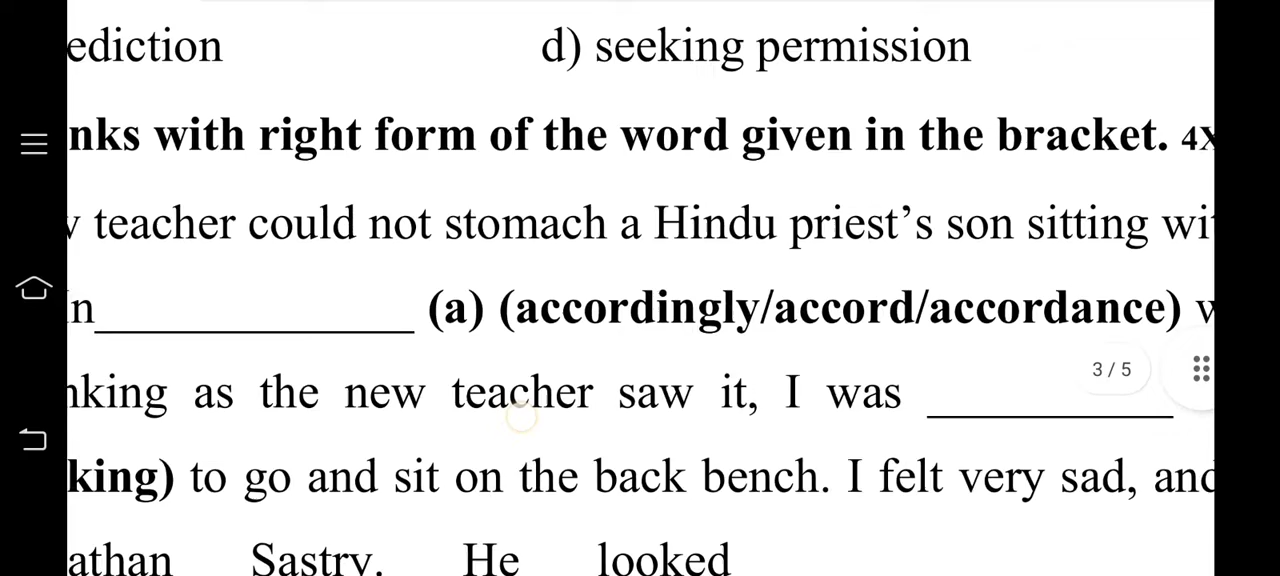 ediction d) seeking permission
nks with right form of the word given in the bracket. 4X
teacher could not stomach a Hindu priest’s son sitting wi
n______________ (a) (accordingly/accord/accordance)
nking as the new teacher saw it, I was ___________
3 / 5
king) to go and sit on the back bench. I felt very sad, and
athan Sastry. He looked